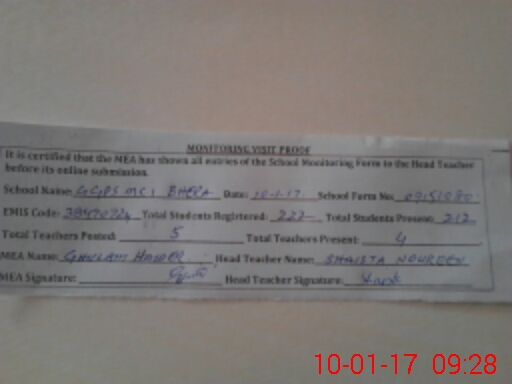 MONITORING VISIT PROOF
It is certified that the MEA has shown all entries of the School Monitoring Form to the Head Teacher
before its online submission.
School Name: GGPS MC 1 BHERA Date: 10-1-17. School Form No:
EMIS Code: Total Students Registered: 222 Total Students Present: 212
Total Teachers Posted: 5 Total Teachers Present: 4
MEA Name: GHULAM HAIDER Head Teacher Name: SHAISTA NOUREEN
MEA Signature: Head Teacher Signature:
10-01-17 09:28